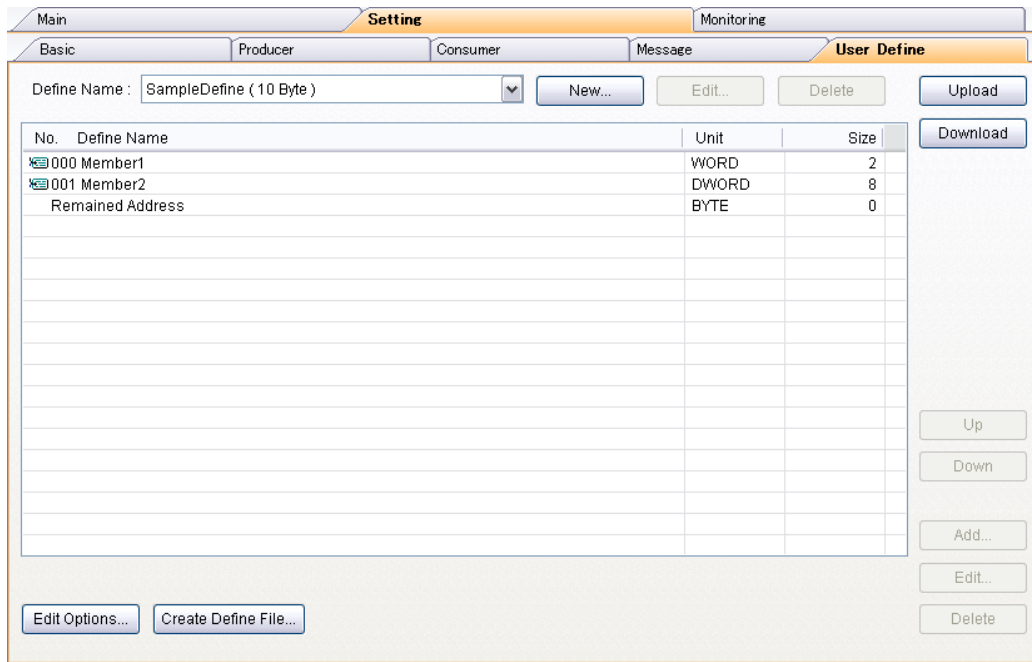 Main Setting Monitoring
Basic Producer Consumer Message User Define
Define Name : SampleDefine ( 10 Byte ) New... Edit... Delete Upload
Download
No. Define Name Unit Size
000 Member1 WORD 2
001 Member2 DWORD 8
Remained Address BYTE 0
Up
Down
Add...
Edit...
Edit Options... Create Define File... Delete